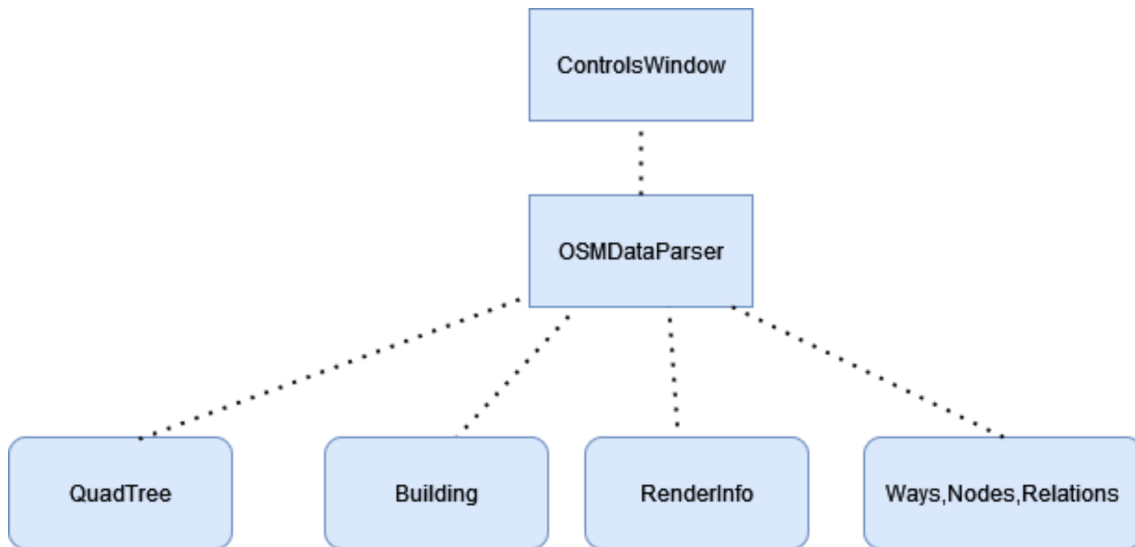 ControlsWindow
OSMDataParser
QuadTree
Building
RenderInfo
Ways,Nodes,Relations